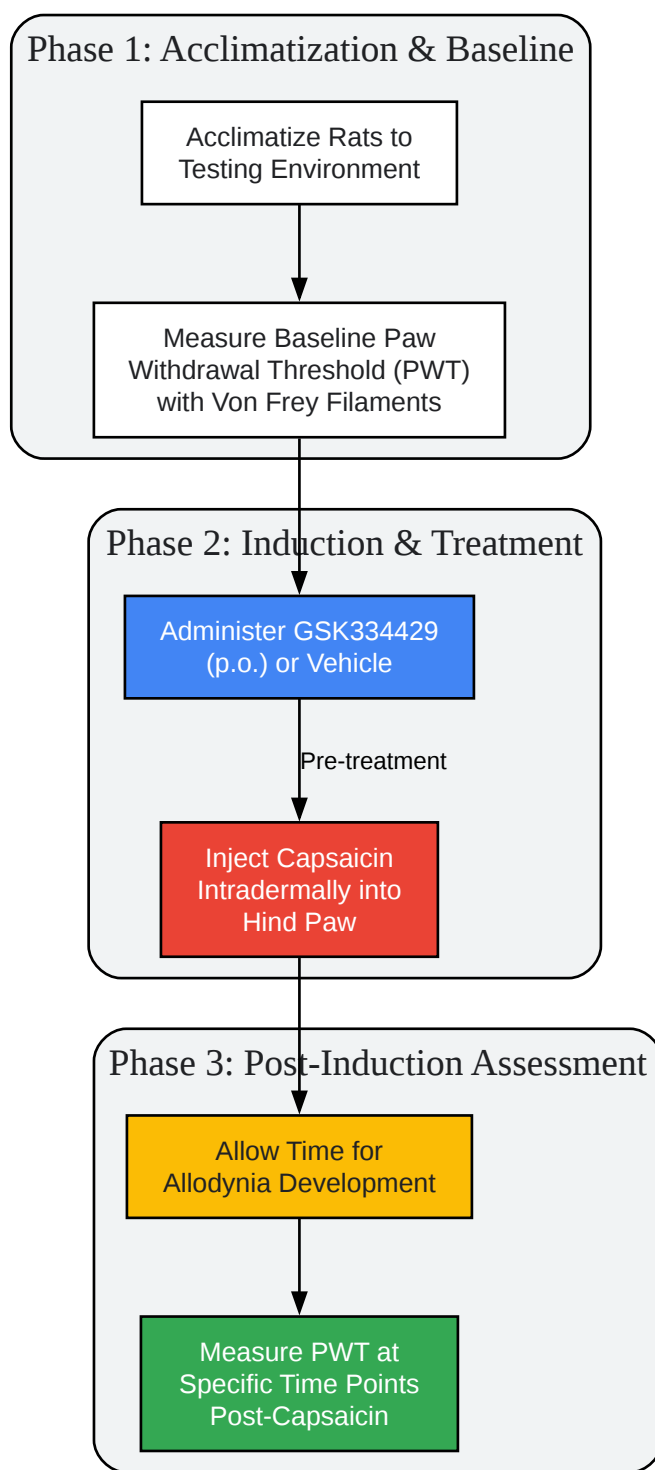 Phase 1: Acclimatization & Baseline
Acclimatize Rats to
Testing Environment
Measure Baseline Paw
Withdrawal Threshold (PWT)
with Von Frey Filaments
Phase 2: Induction & Treatment
Administer GSK334429
(p.o.) or Vehicle
Pre-treatment
Inject Capsaicin
Intradermally into
Hind Paw
Phase 3: Post-Induction Assessment
Allow Time for
Allodynia Development
Measure PWT at
Specific Time Points
Post-Capsaicin